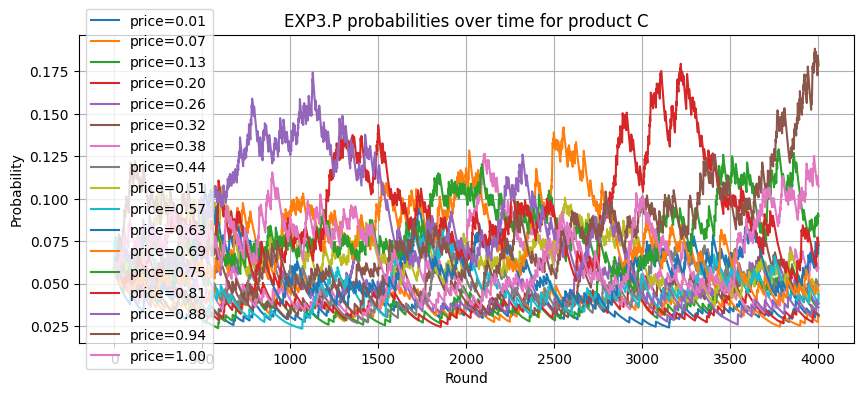 EXP3.P probabilities over time for product C
Probability
0.175
0.150
0.125
0.100
0.075
0.050
0.025
price=0.01
price=0.07
price=0.13
price=0.20
price=0.26
price=0.32
price=0.38
price=0.44
price=0.51
price=0.57
price=0.63
price=0.69
price=0.75
price=0.81
price=0.88
price=0.94
price=1.00
0 500 1000 1500 2000 2500 3000 3500 4000
Round